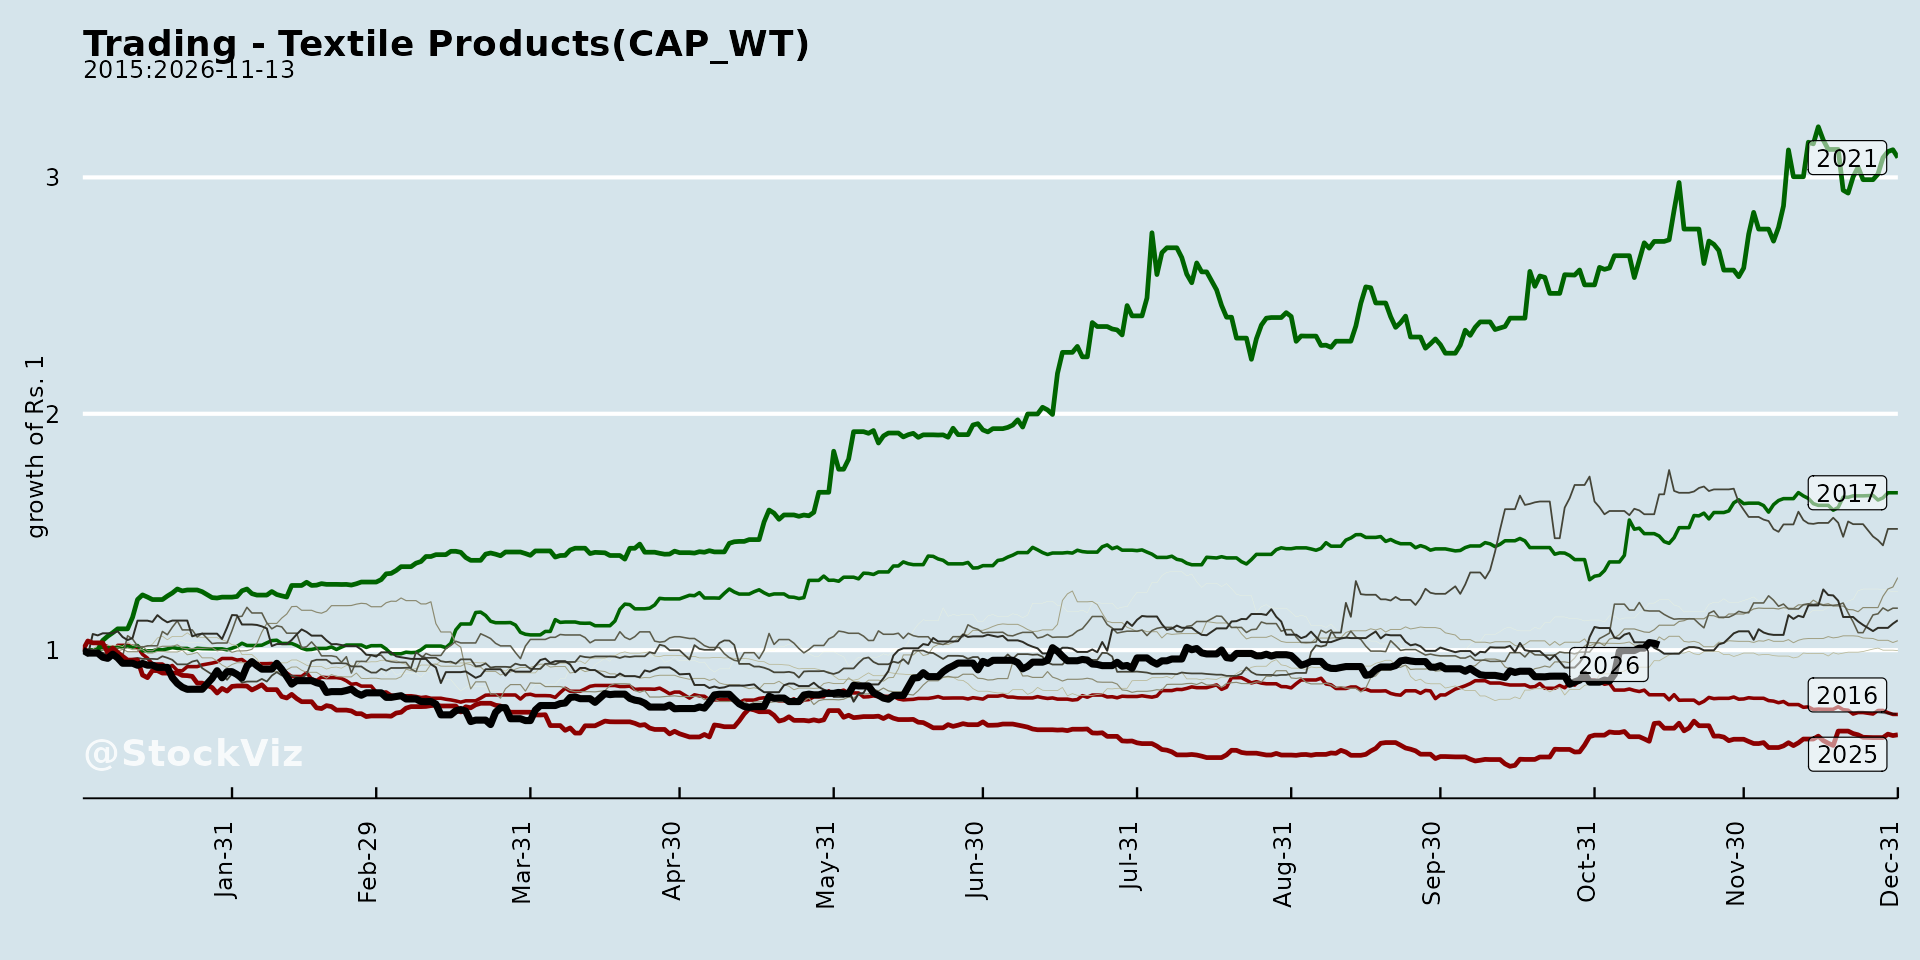 Trading - Textile Products(CAP_WT)
2015:2026-11-13
growth of Rs. 1
3
2
1
2021
2017
2026
2016
2025
@StockViz
Jan-31
Feb-29
Mar-31
Apr-30
May-31
Jun-30
Jul-31
Aug-31
Sep-30
Oct-31
Nov-30
Dec-31